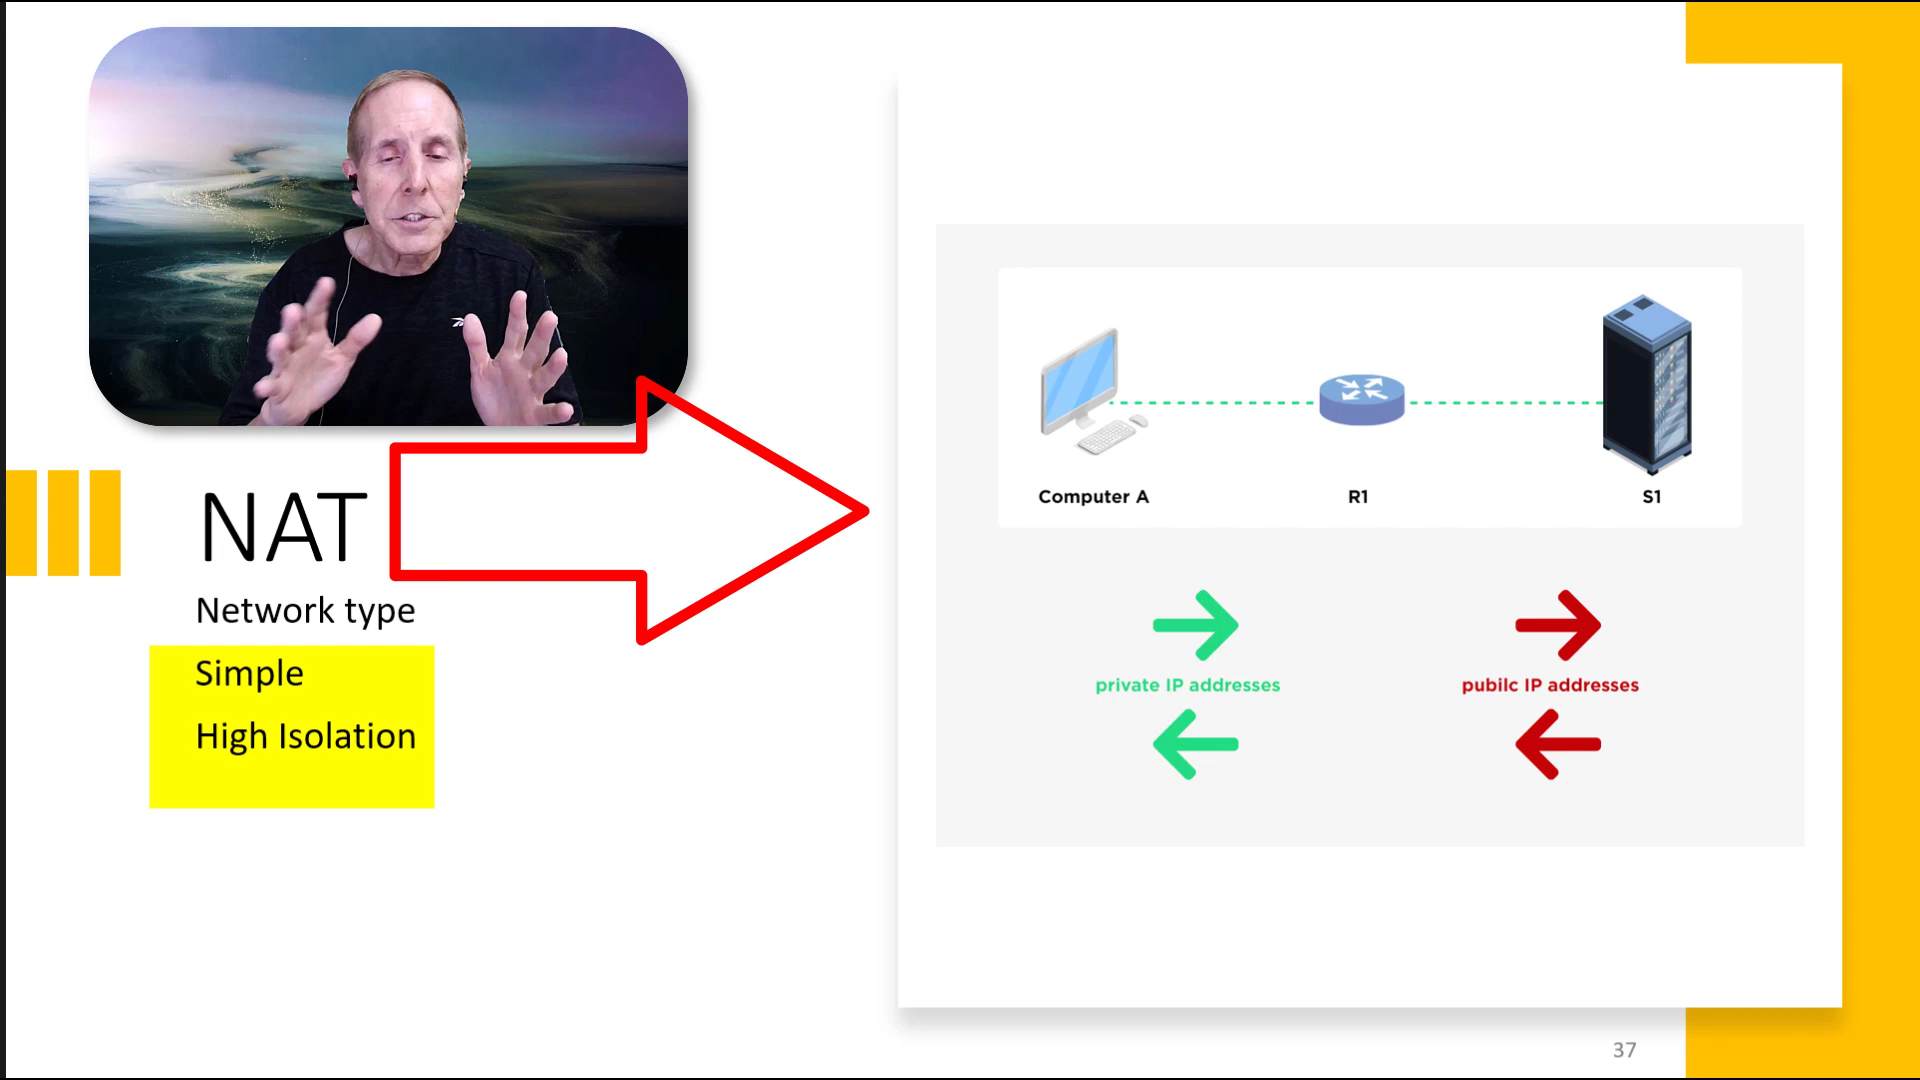 NAT
Network type
Simple
High Isolation
Computer A
R1
S1
private IP addresses
pubilc IP addresses
37